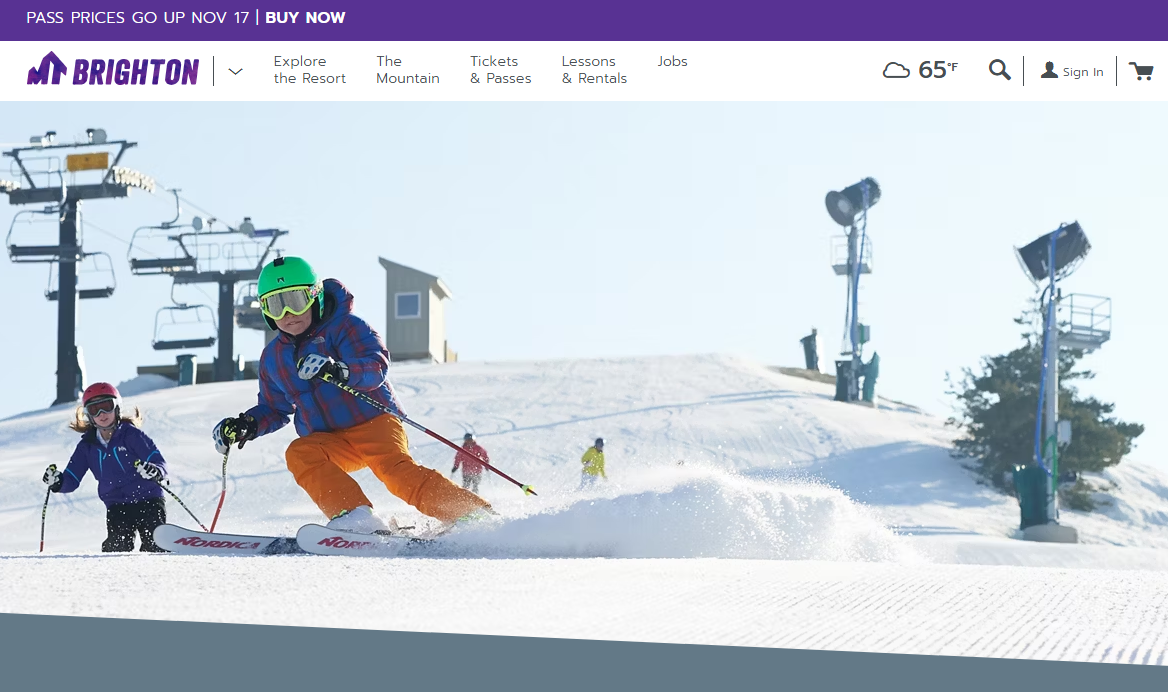 PASS PRICES GO UP NOV 17 | BUY NOW
BRIGHTON
Explore
the Resort
The
Mountain
Tickets
& Passes
Lessons
& Rentals
Jobs
65°F
Sign In
LEKI
NORDICA
NOR